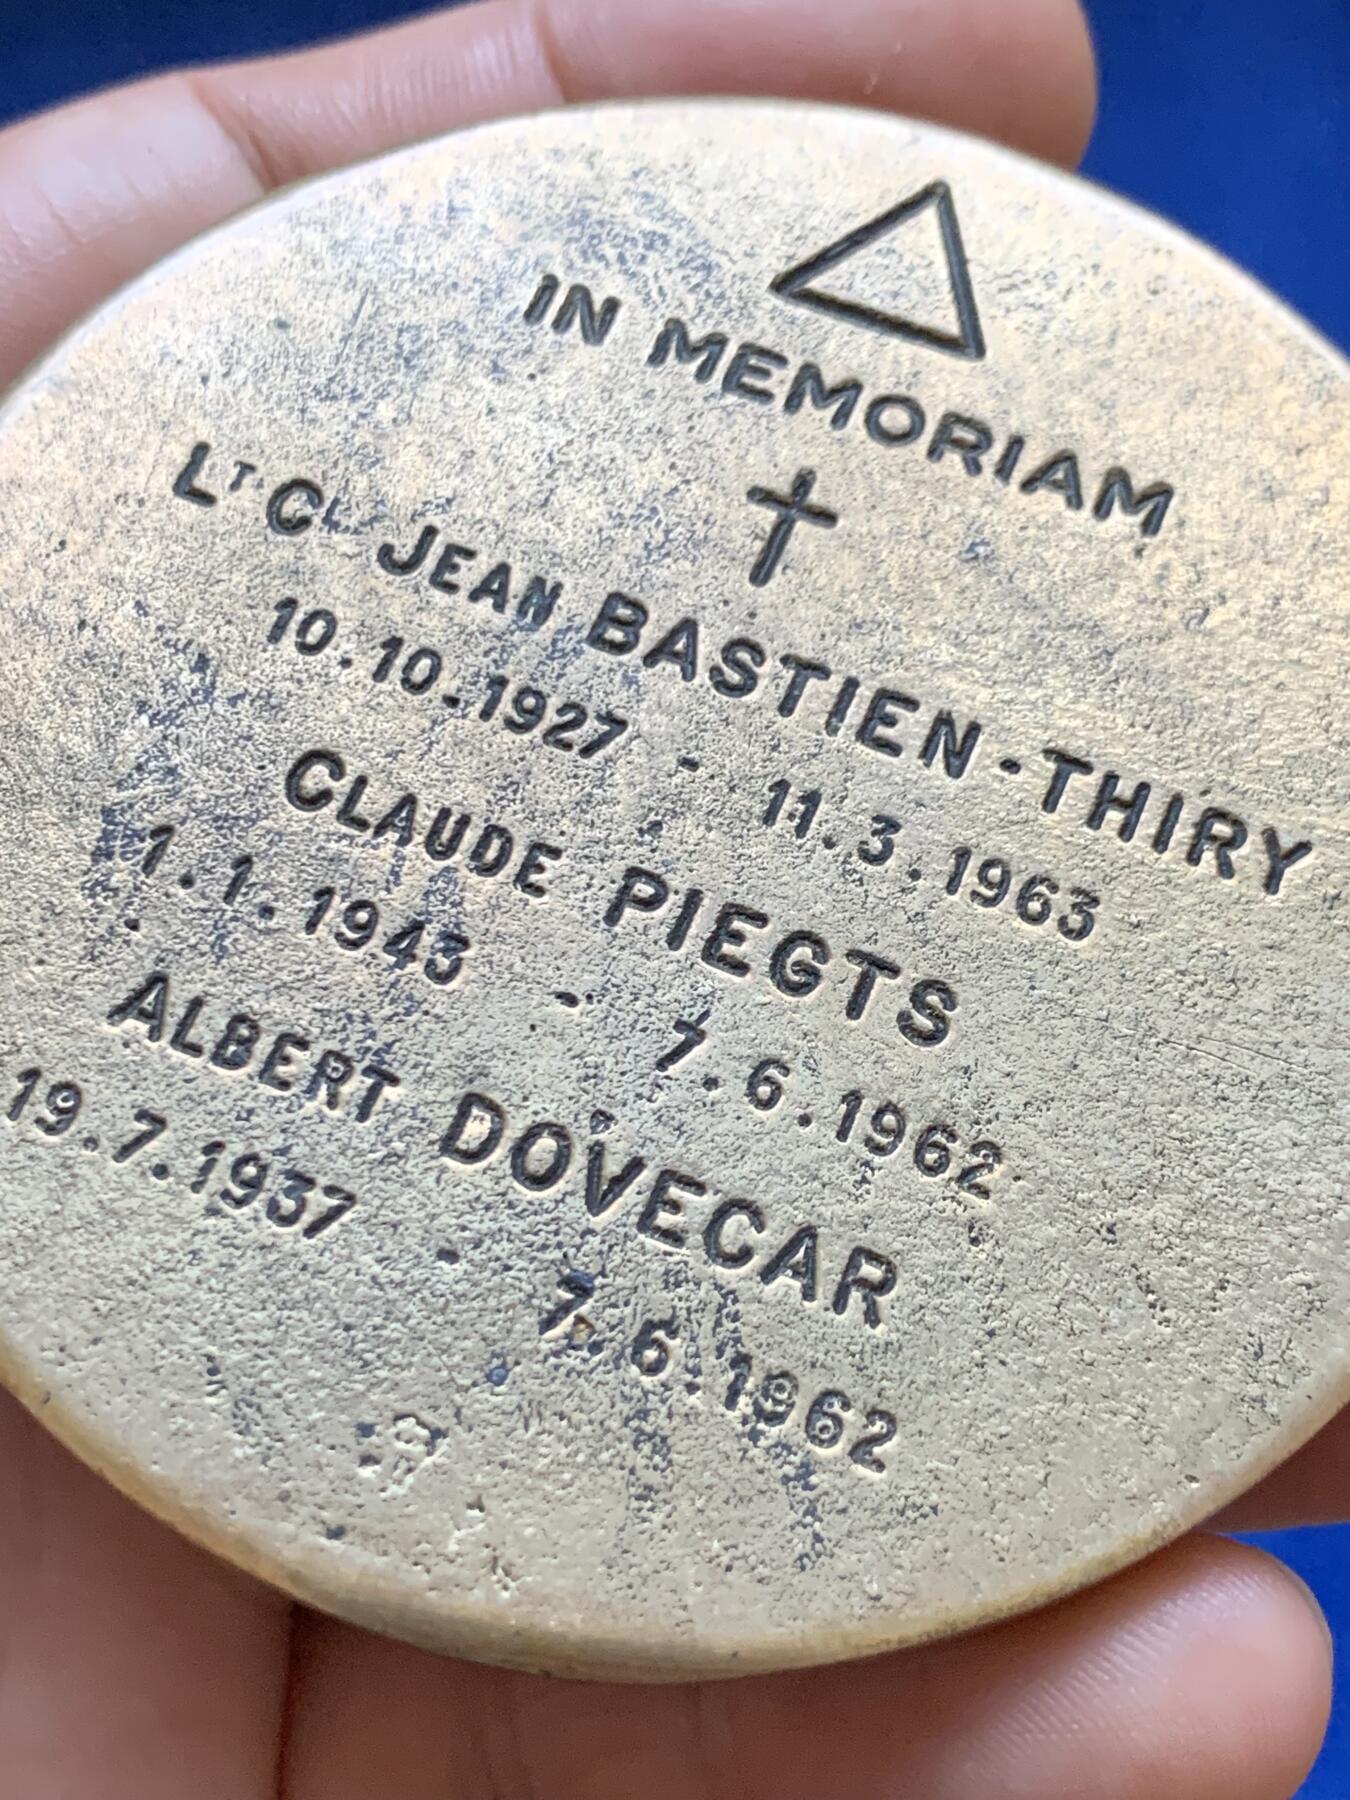 IN MEMORIAM
LT CL JEAN BASTIEN-THIRY
10.10.1927 - 11.3.1963
CLAUDE PIEGTS
1.1.1943 - 7.6.1962
ALBERT DOVECAR
19.7.1937 - 7.6.1962